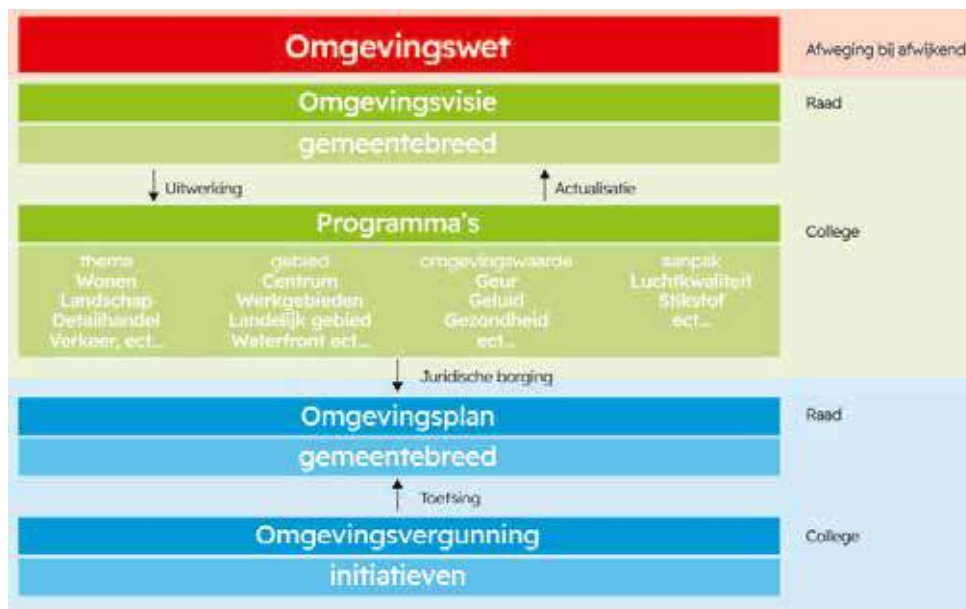 Omgevingswet
Afweging bij afwijkend
Omgevingsvisie
Raad
gemeentebreed
Uitwerking
Actualisatie
Programma's
College
thema
Wonen
Landschap
Detailhandel
Verkeer, ect...
gebied
Centrum
Werkgebieden
Landelijk gebied
Waterfront ect...
omgevingswaarde
Geur
Geluid
Gezondheid
ect...
aanpak
Luchtkwaliteit
Stikstof
ect...
Juridische borging
Omgevingsplan
Raad
gemeentebreed
Toetsing
Omgevingsvergunning
College
initiatieven